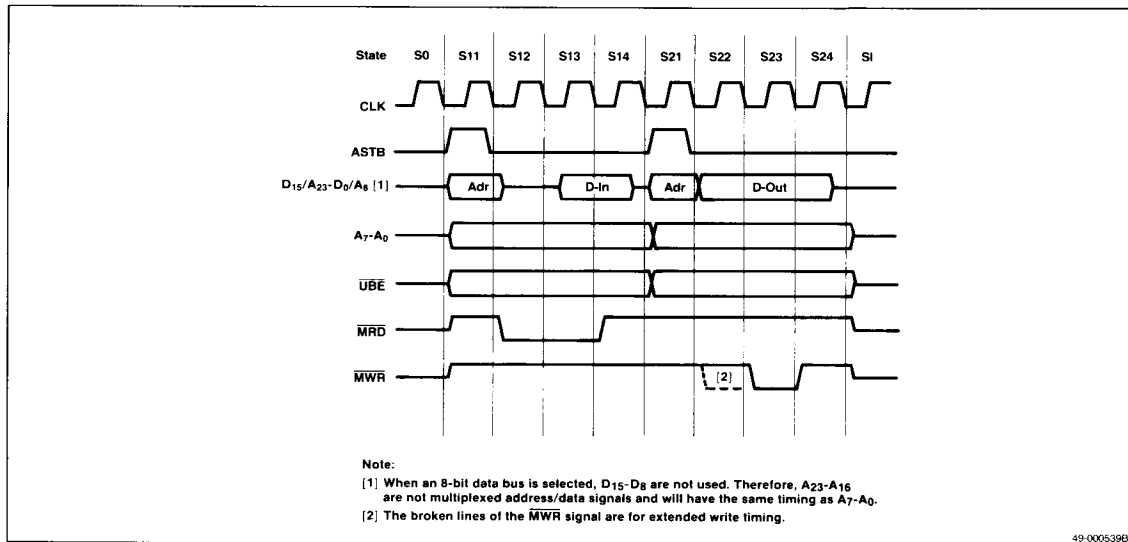 State S0 S11 S12 S13 S14 S21 S22 S23 S24 SI
CLK
ASTB
D15/A23-D0/A8 [1] Adr D-In Adr D-Out
A7-A0
UBE
MRD
MWR [2]
Note:
[1] When an 8-bit data bus is selected, D15-D8 are not used. Therefore, A23-A16
are not multiplexed address/data signals and will have the same timing as A7-A0.
[2] The broken lines of the MWR signal are for extended write timing.
49-000539B